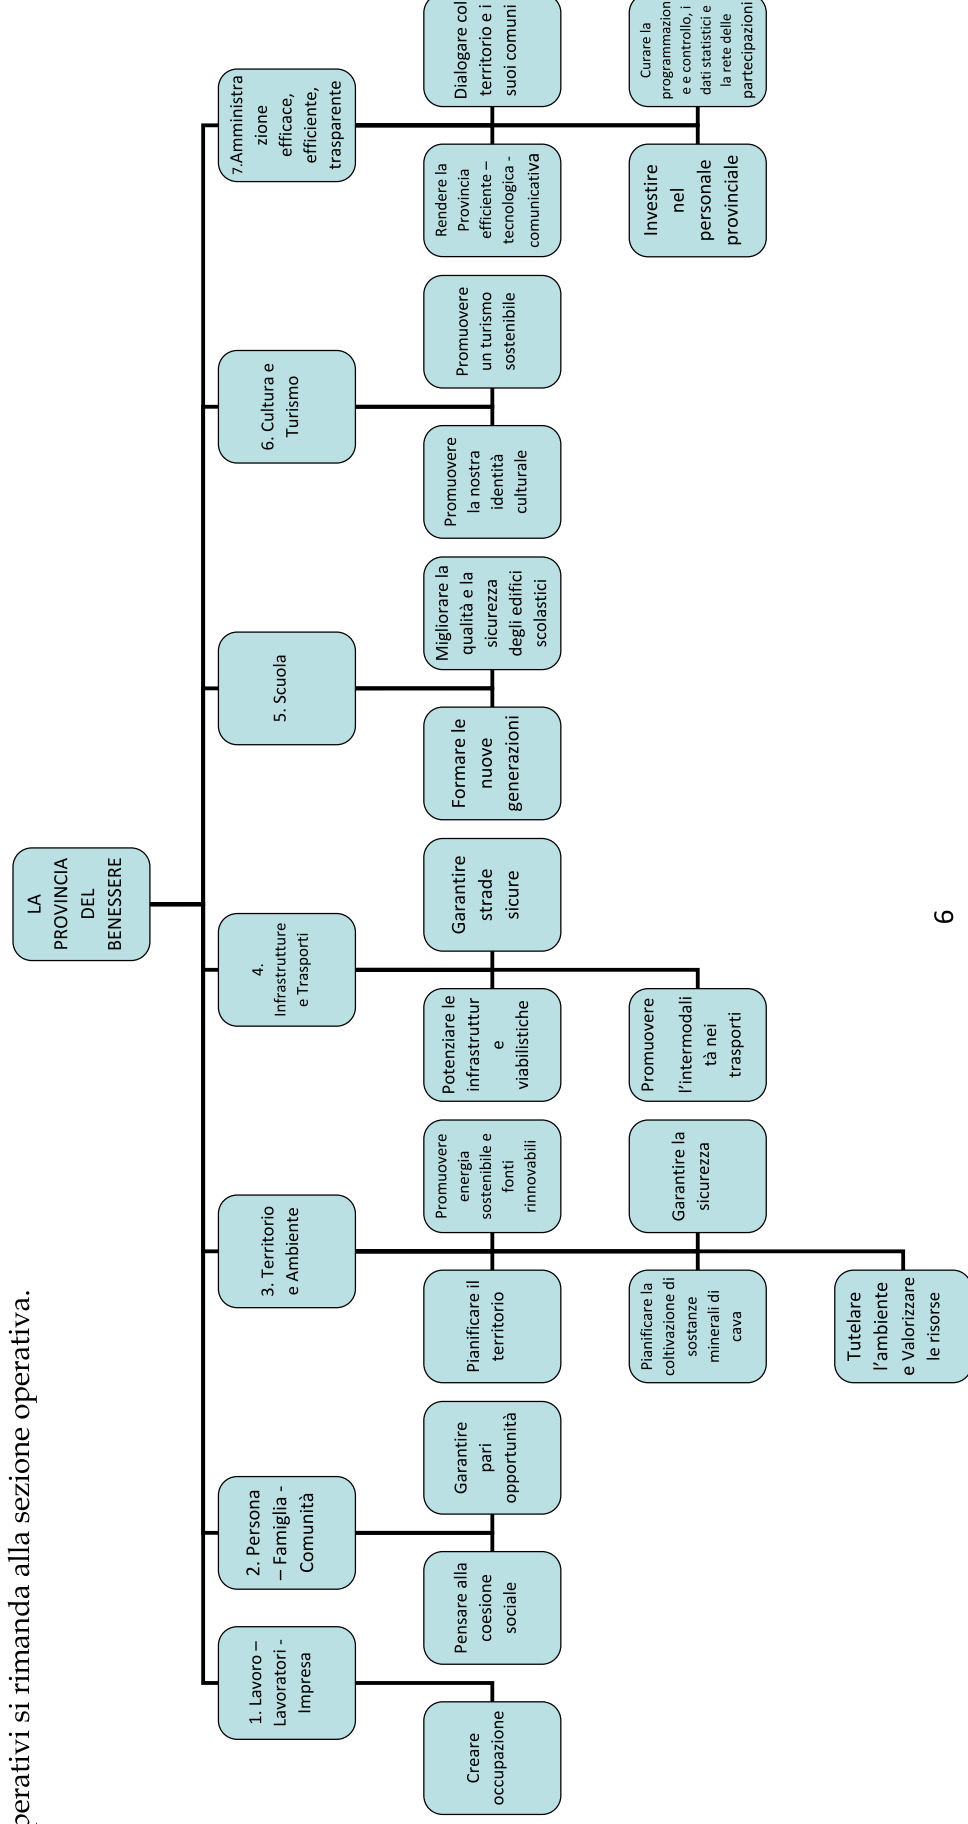 perativi si rimanda alla sezione operativa.
LA
PROVINCIA
DEL
BENESSERE
1. Lavoro –
Lavoratori -
Impresa
2. Persona
– Famiglia -
Comunità
3. Territorio
e Ambiente
4.
Infrastrutture
e Trasporti
5. Scuola
6. Cultura e
Turismo
7.Amministra
zione
efficace,
efficiente,
trasparente
Creare
occupazione
Pensare alla
coesione
sociale
Garantire
pari
opportunità
Pianificare il
territorio
Promuovere
energia
sostenibile e
fonti
rinnovabili
Potenziare le
infrastruttur
e
viabilistiche
Garantire
strade
sicure
Formare le
nuove
generazioni
Migliorare la
qualità e la
sicurezza
degli edifici
scolastici
Promuovere
la nostra
identità
culturale
Promuovere
un turismo
sostenibile
Rendere la
Provincia
efficiente –
tecnologica -
comunicativa
Dialogare col
territorio e i
suoi comuni
Pianificare la
coltivazione di
sostanze
minerali di
cava
Garantire la
sicurezza
Promuovere
l'intermodali
tà nei
trasporti
Investire
nel
personale
provinciale
Curare la
programmazion
e e controllo, i
dati statistici e
la rete delle
partecipazioni
Tutelare
l'ambiente
e Valorizzare
le risorse
6